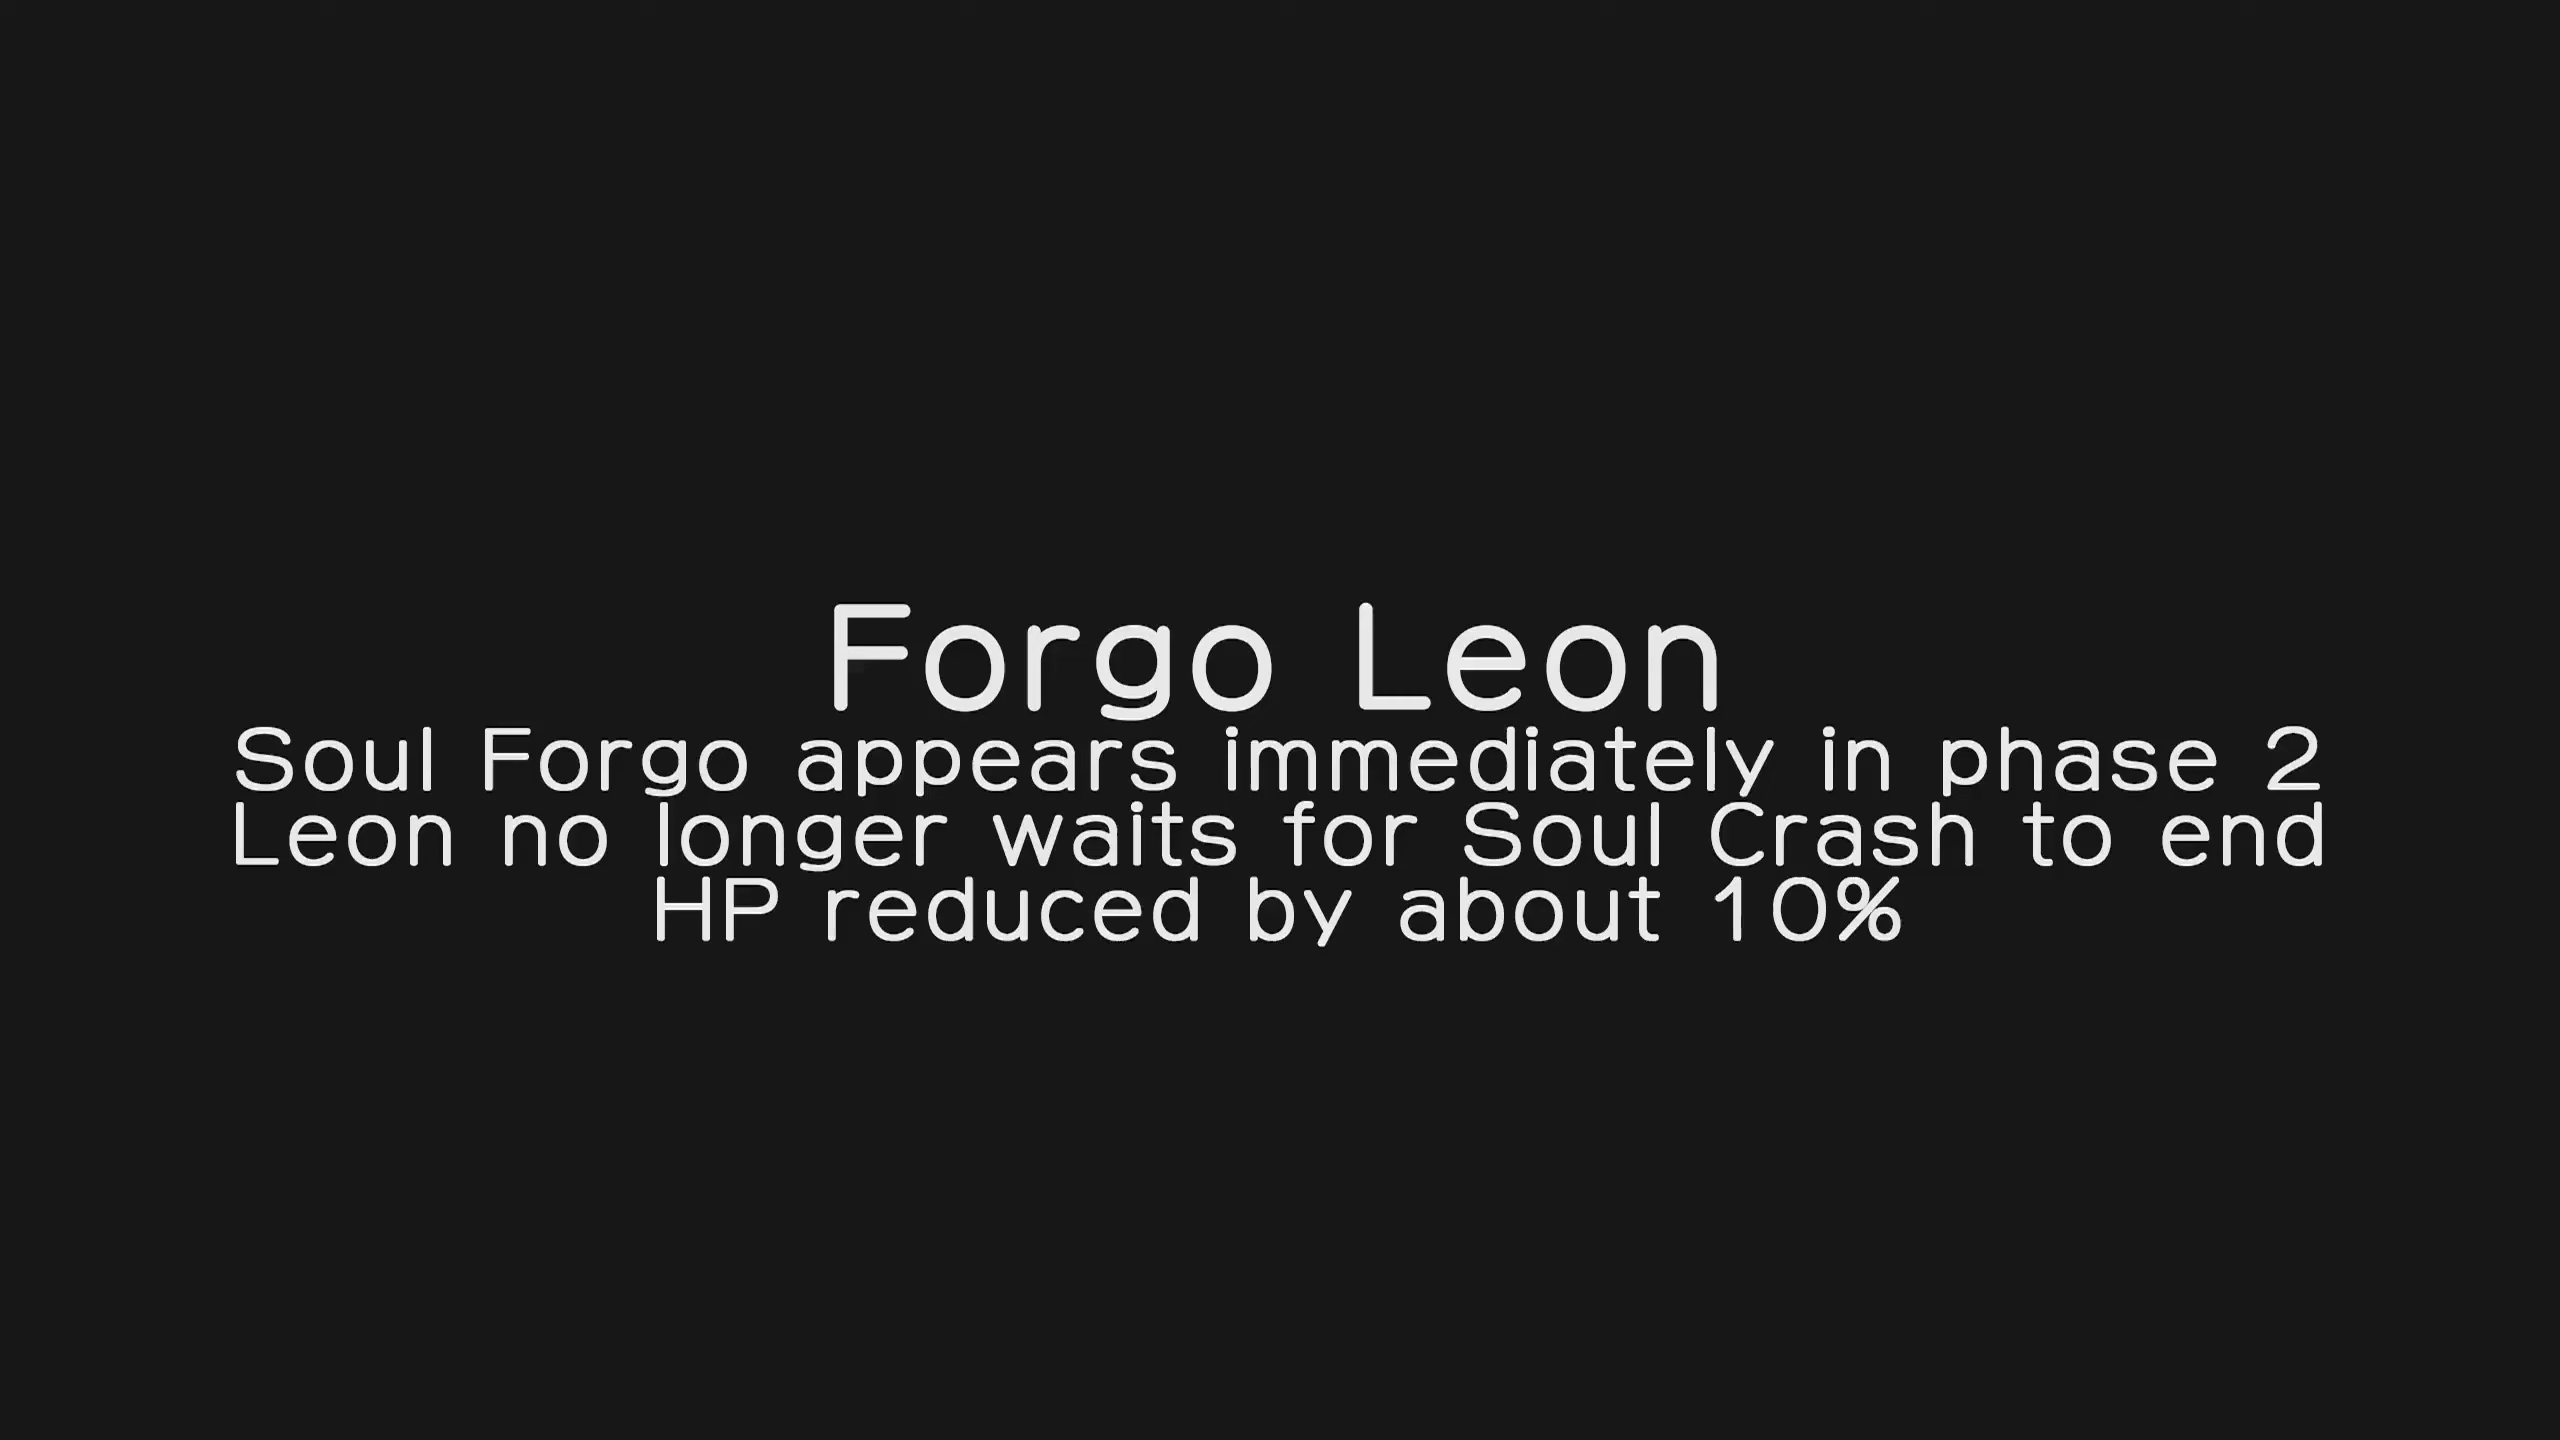 Forgo Leon
Soul Forgo appears immediately in phase 2
Leon no longer waits for Soul Crash to end
HP reduced by about 10%